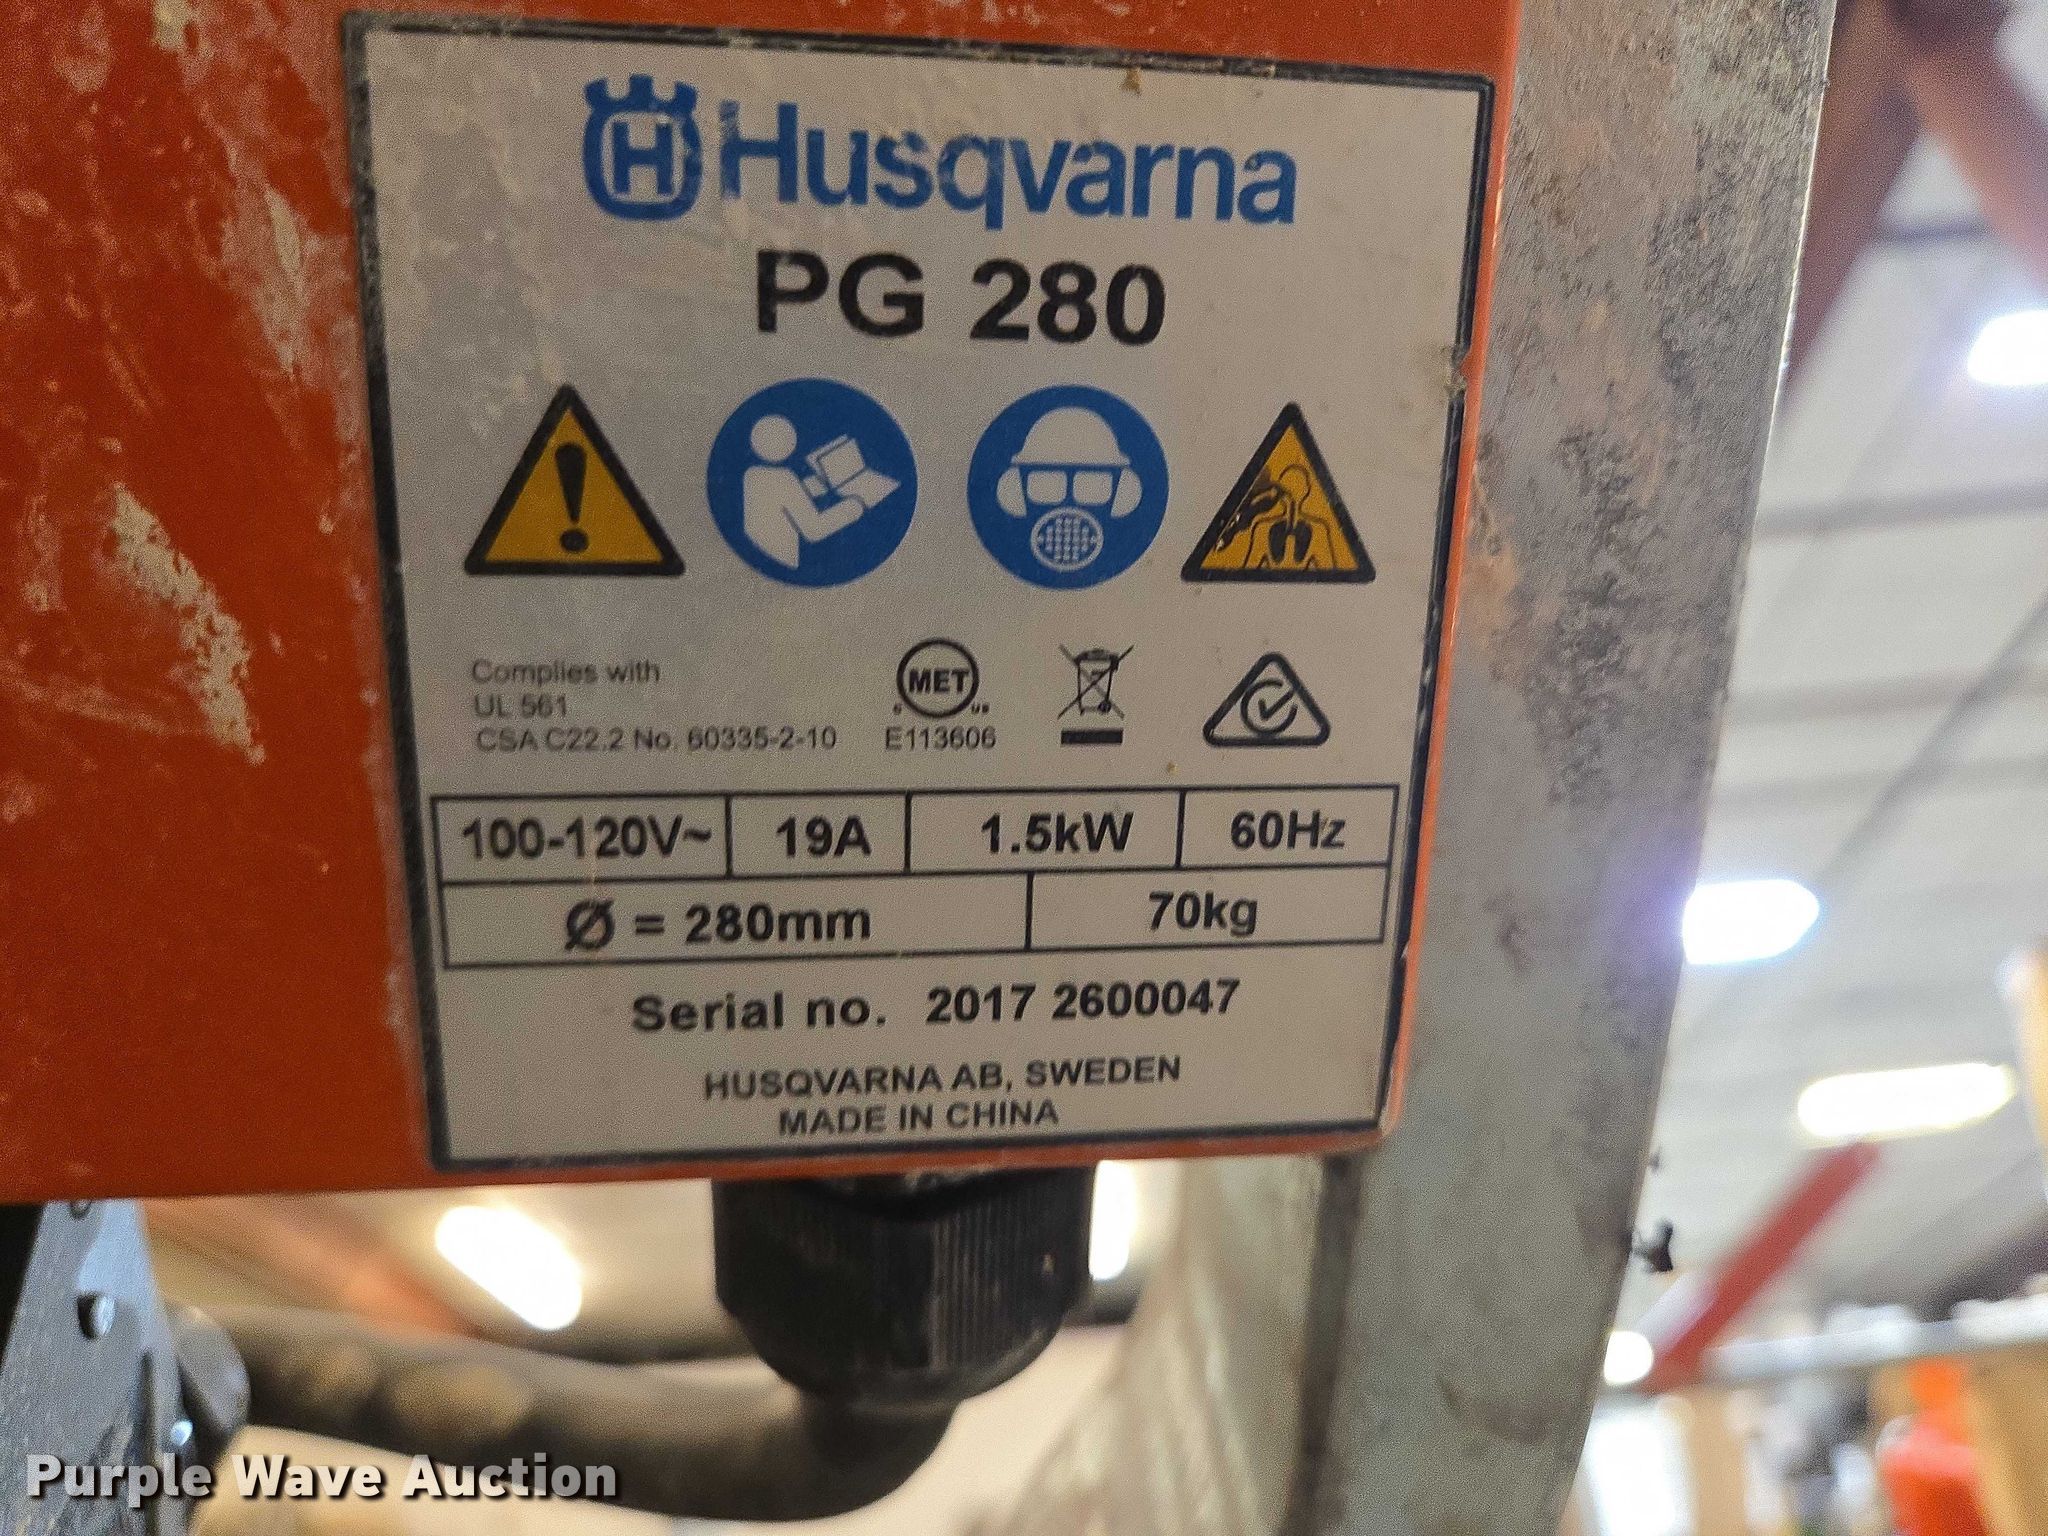 Husqvarna
PG 280
Complies with
UL 561
CSA C22.2 No. 60335-2-10
MET
C US
E113606
100-120V~ 19A 1.5kW 60Hz
Ø = 280mm 70kg
Serial no. 2017 2600047
HUSQVARNA AB, SWEDEN
MADE IN CHINA
Purple Wave Auction